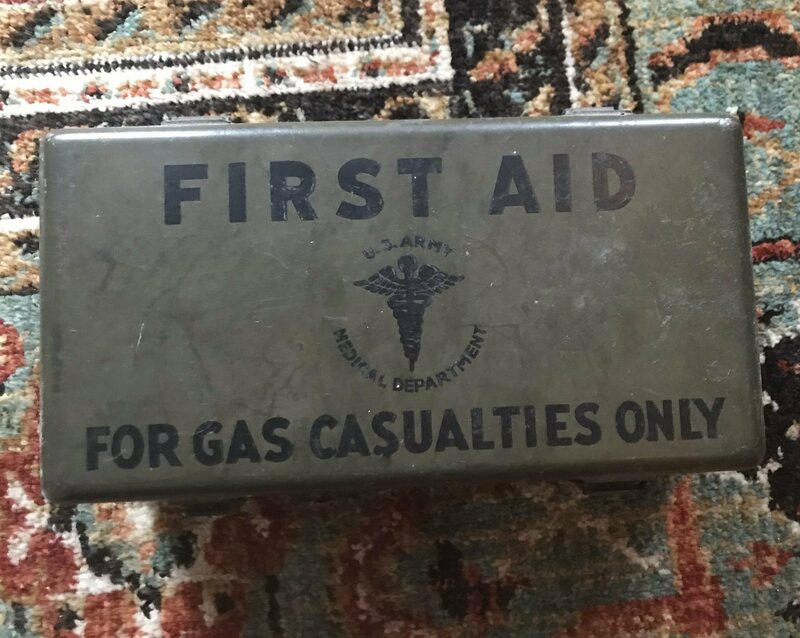 FIRST AID
U.S. ARMY
MEDICAL DEPARTMENT
FOR GAS CASUALTIES ONLY